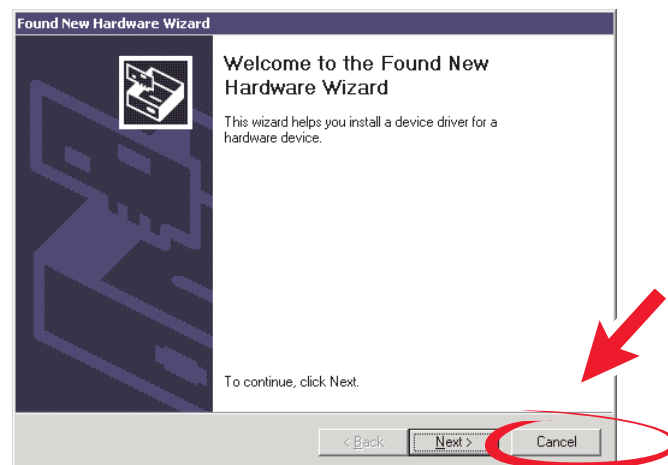 Found New Hardware Wizard
Welcome to the Found New
Hardware Wizard
This wizard helps you install a device driver for a
hardware device.
To continue, click Next.
< Back
Next >
Cancel